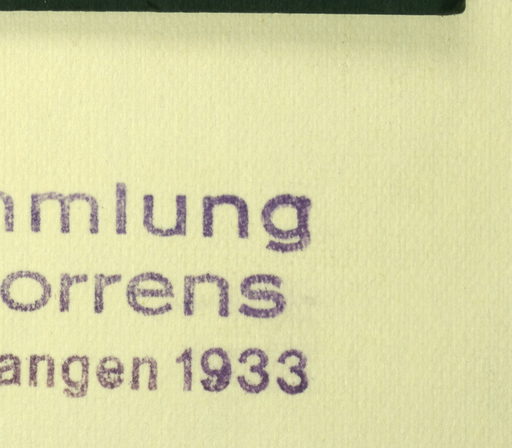 mmlung
orrens
angen 1933